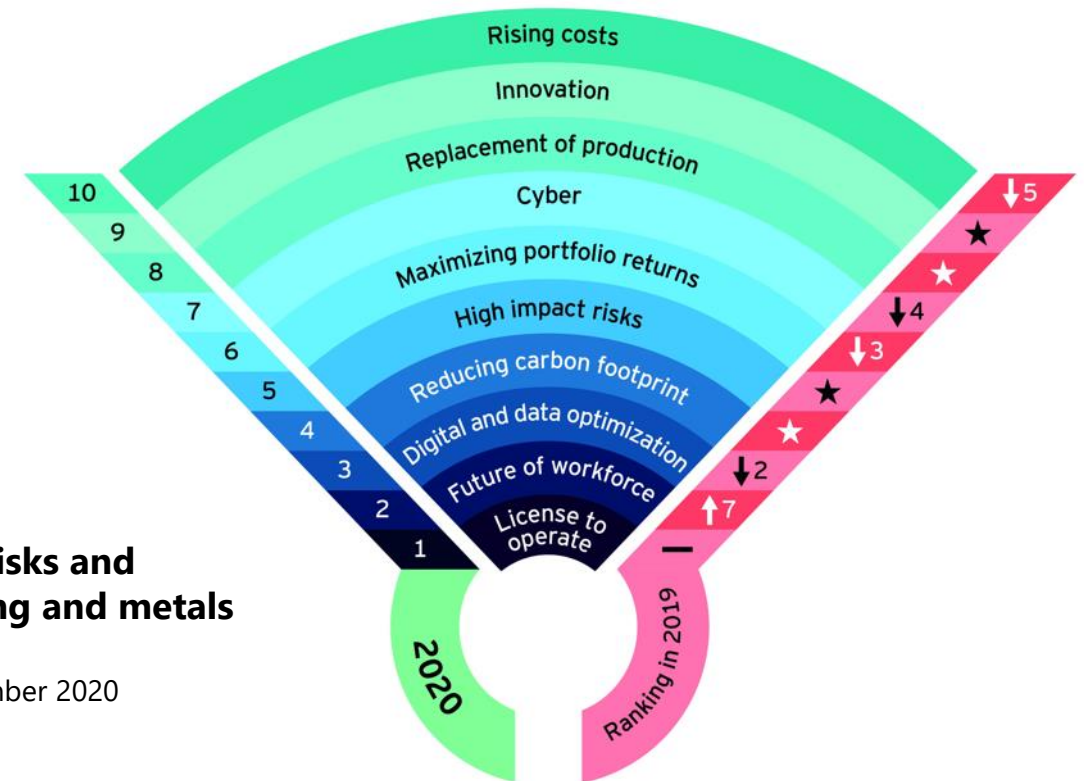 Rising costs
Innovation
Replacement of production
Cyber
Maximizing portfolio returns
High impact risks
Reducing carbon footprint
Digital and data optimization
Future of workforce
License to
operate
10
9
8
7
6
5
4
3
2
1
↓5
★
★
↓4
↓3
★
★
↓2
↑7
—
2020
Ranking in 2019
isks and
ng and metals
nber 2020